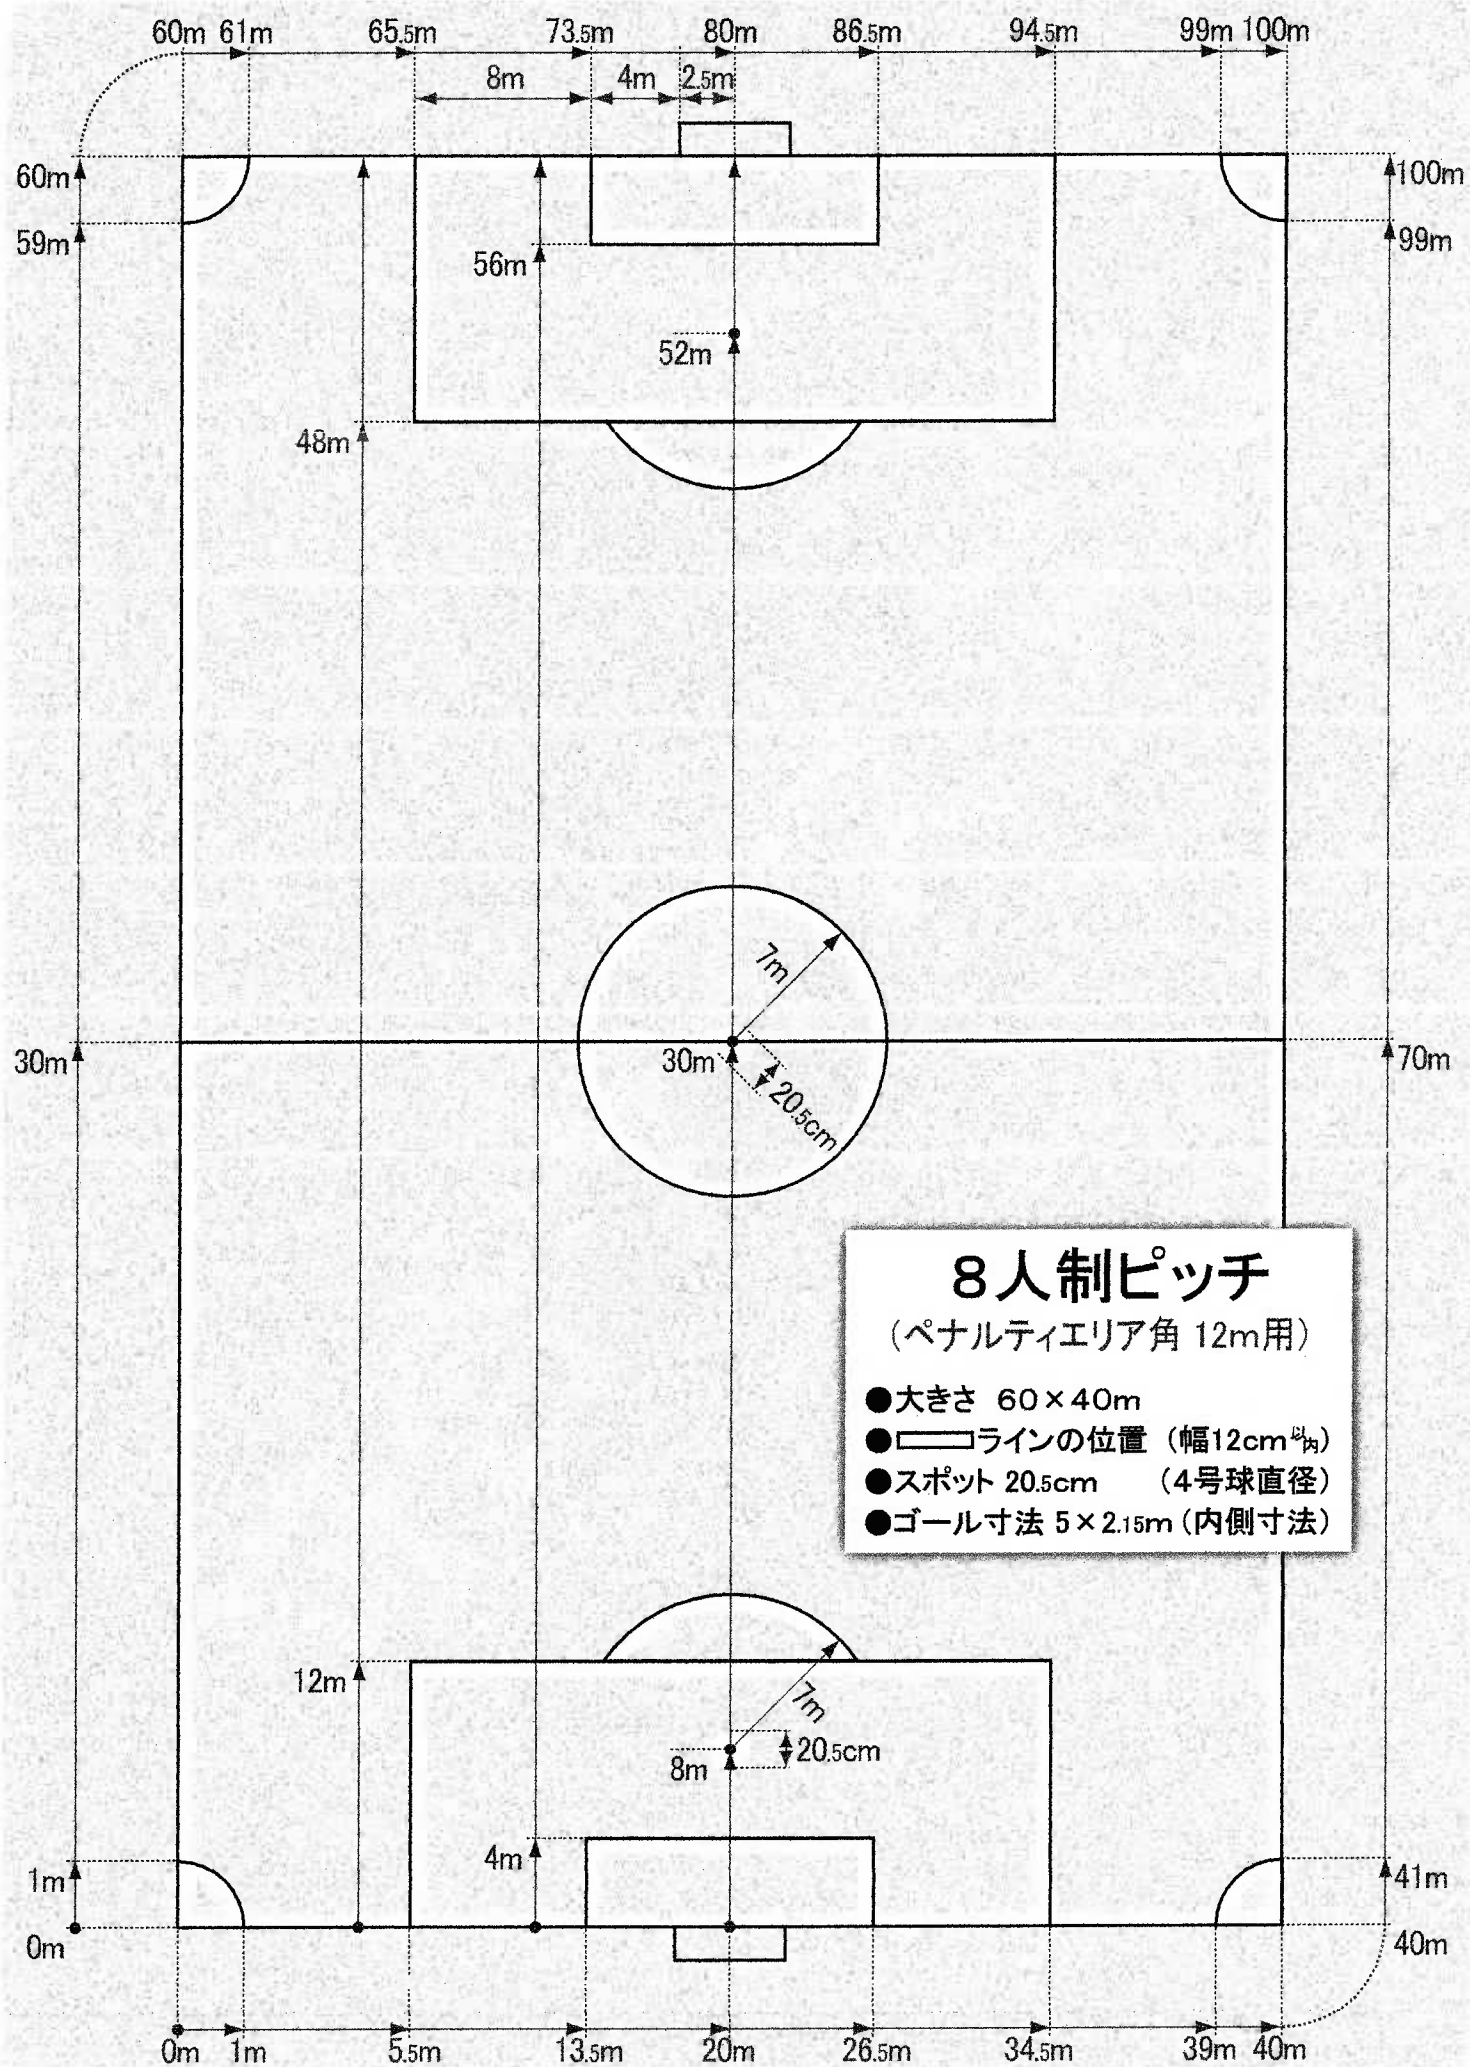 60m 61m 65.5m 73.5m 80m 86.5m 94.5m 99m 100m
8m 4m 2.5m
60m 100m
59m 99m
56m
52m
48m
7m
30m 30m 70m
20.5cm
8人制ピッチ
(ペナルティエリア角 12m用)
●大きさ 60×40m
●ラインの位置 (幅12cm以内)
●スポット 20.5cm (4号球直径)
●ゴール寸法 5×2.15m (内側寸法)
12m
7m
8m 20.5cm
4m
1m 41m
0m 40m
0m 1m 5.5m 13.5m 20m 26.5m 34.5m 39m 40m